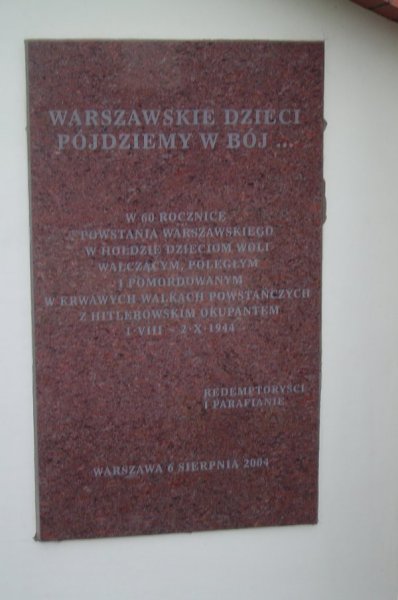 WARSZAWSKIE DZIECI
PÓJDZIEMY W BÓJ ...
W 60 ROCZNICĘ
POWSTANIA WARSZAWSKIEGO
W HOŁDZIE DZIECIOM WOLI
WALCZĄCYM, POLEGŁYM
I POMORDOWANYM
W KRWAWYCH WALKACH POWSTAŃCZYCH
Z HITLEROWSKIM OKUPANTEM
1·VIII – 2·X·1944
REDEMPTORYŚCI
I PARAFIANIE
WARSZAWA 6 SIERPNIA 2004